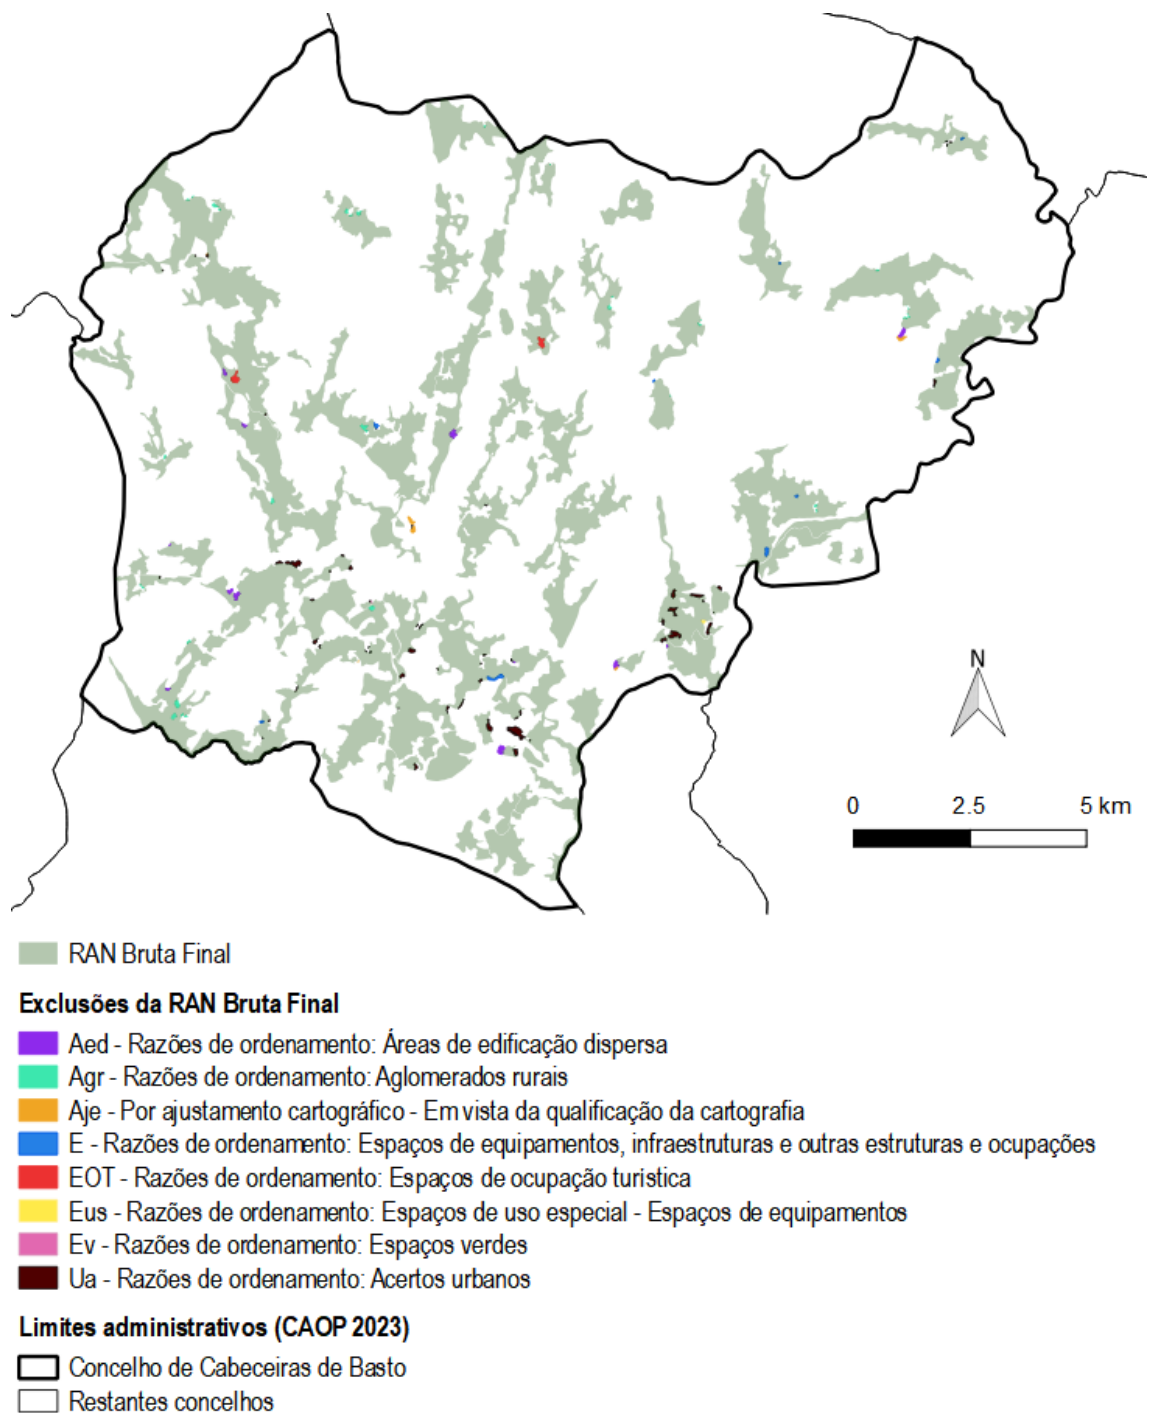 N
0 2.5 5 km
RAN Bruta Final
Exclusões da RAN Bruta Final
Aed - Razões de ordenamento: Áreas de edificação dispersa
Agr - Razões de ordenamento: Aglomerados rurais
Aje - Por ajustamento cartográfico - Em vista da qualificação da cartografia
E - Razões de ordenamento: Espaços de equipamentos, infraestruturas e outras estruturas e ocupações
EOT - Razões de ordenamento: Espaços de ocupação turística
Eus - Razões de ordenamento: Espaços de uso especial - Espaços de equipamentos
Ev - Razões de ordenamento: Espaços verdes
Ua - Razões de ordenamento: Acertos urbanos
Limites administrativos (CAOP 2023)
Concelho de Cabeceiras de Basto
Restantes concelhos